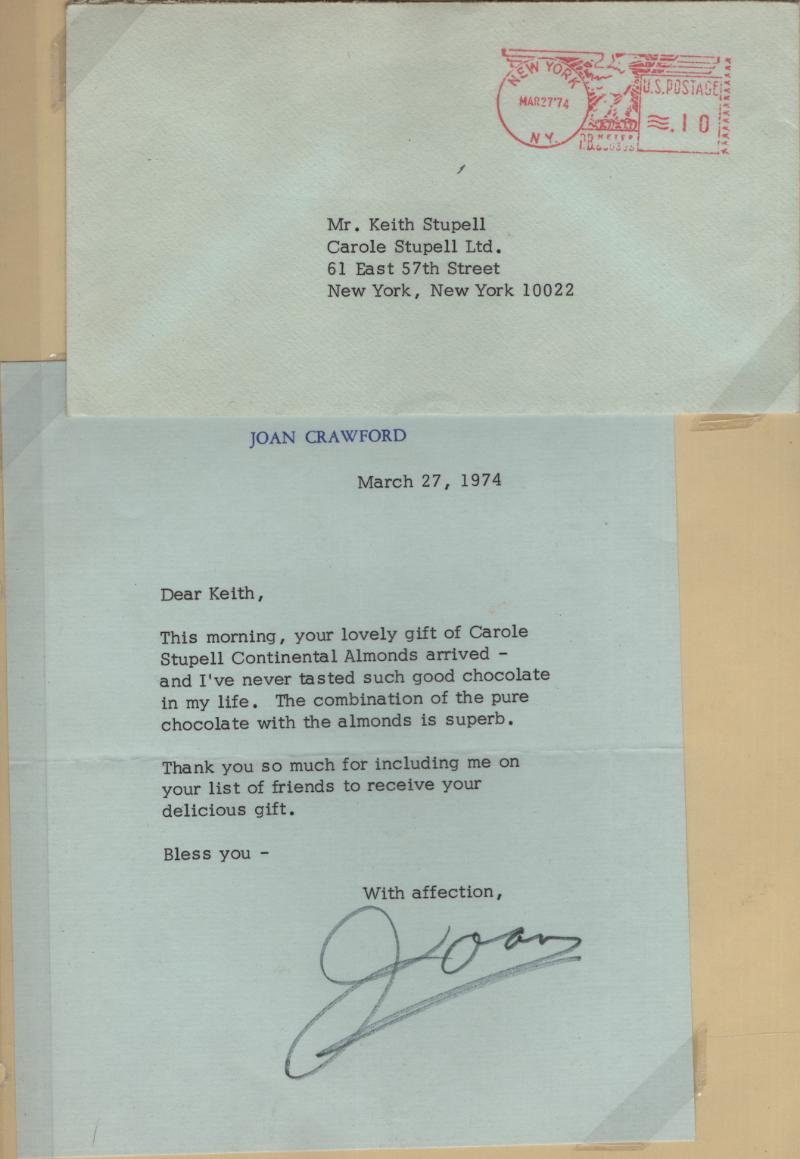 NEW YORK
MAR27'74
N.Y.
U.S. POSTAGE
.10
P.B. METER
Mr. Keith Stupell
Carole Stupell Ltd.
61 East 57th Street
New York, New York 10022
JOAN CRAWFORD
March 27, 1974
Dear Keith,
This morning, your lovely gift of Carole
Stupell Continental Almonds arrived -
and I've never tasted such good chocolate
in my life. The combination of the pure
chocolate with the almonds is superb.
Thank you so much for including me on
your list of friends to receive your
delicious gift.
Bless you -
With affection,
Joan